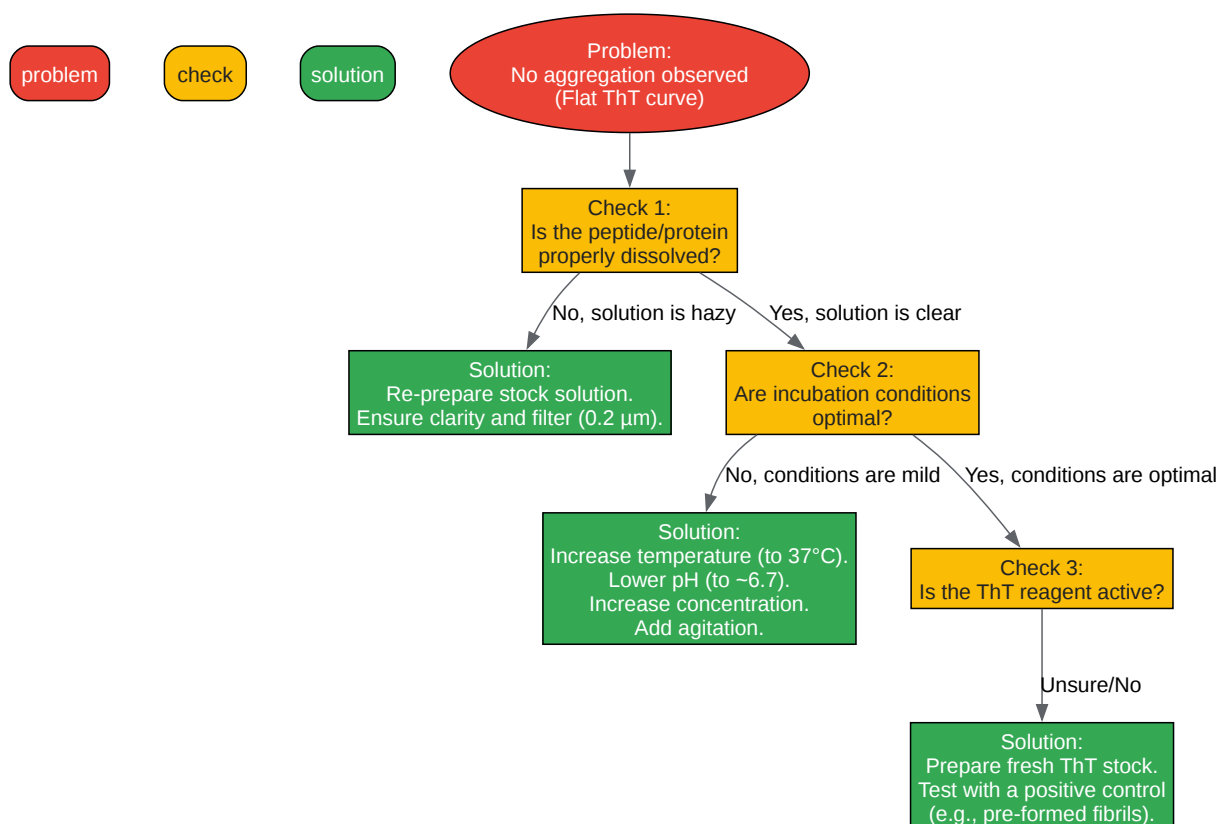 problem
check
solution
Problem:
No aggregation observed
(Flat ThT curve)
Check 1:
Is the peptide/protein
properly dissolved?
No, solution is hazy
Yes, solution is clear
Solution:
Re-prepare stock solution.
Ensure clarity and filter (0.2 µm).
Check 2:
Are incubation conditions
optimal?
No, conditions are mild
Yes, conditions are optimal
Solution:
Increase temperature (to 37°C).
Lower pH (to ~6.7).
Increase concentration.
Add agitation.
Check 3:
Is the ThT reagent active?
Unsure/No
Solution:
Prepare fresh ThT stock.
Test with a positive control
(e.g., pre-formed fibrils).